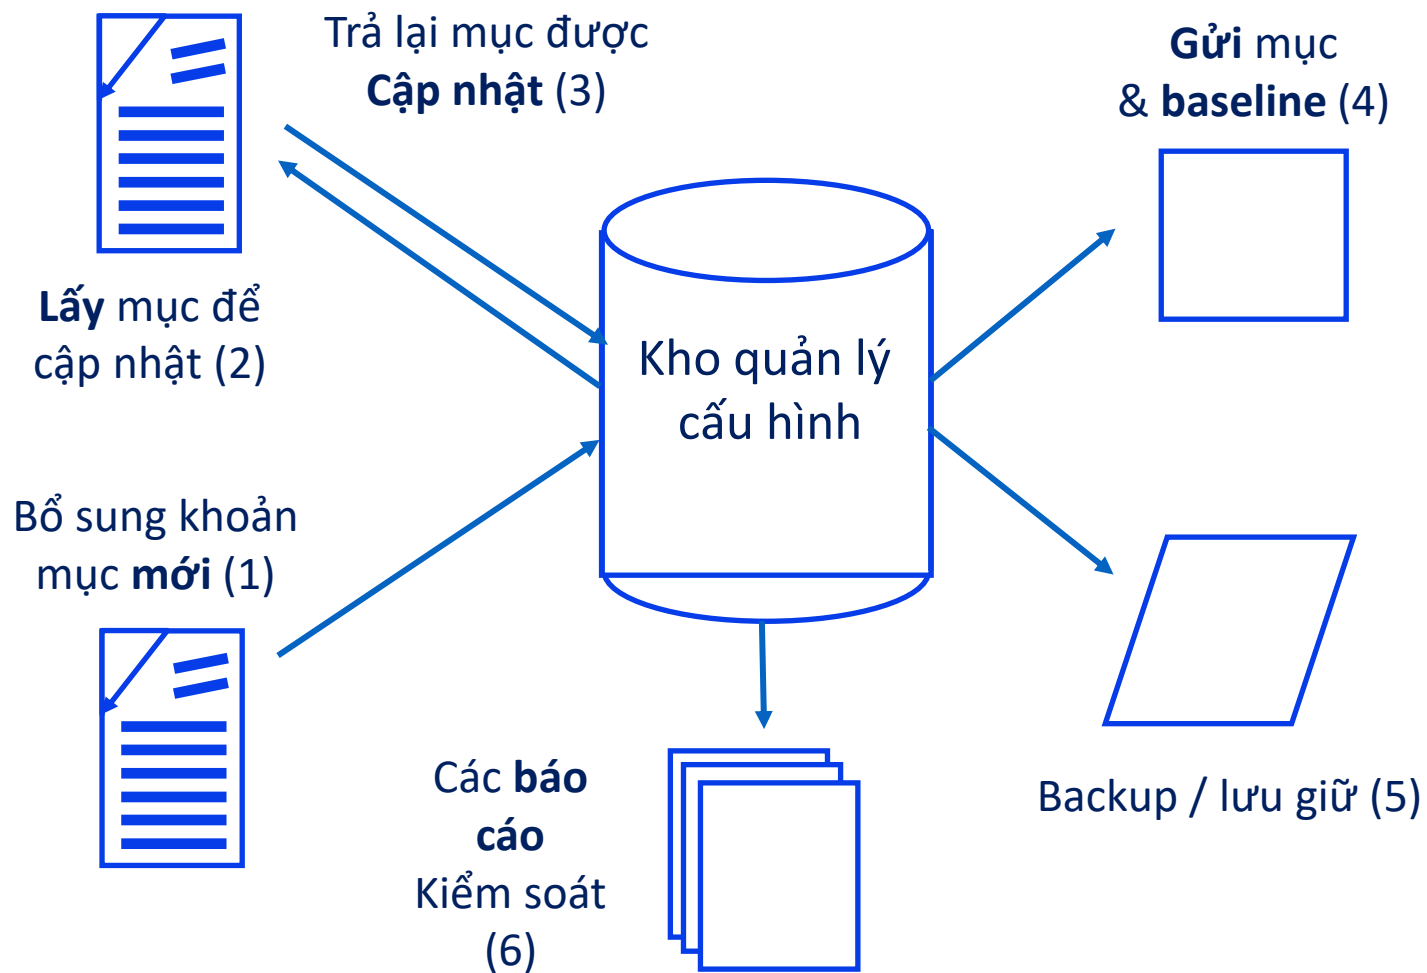 Trả lại mục được
Cập nhật (3)
Gửi mục
& baseline (4)
Lấy mục để
cập nhật (2)
Kho quản lý
cấu hình
Bổ sung khoản
mục mới (1)
Các báo
cáo
Kiểm soát
(6)
Backup / lưu giữ (5)